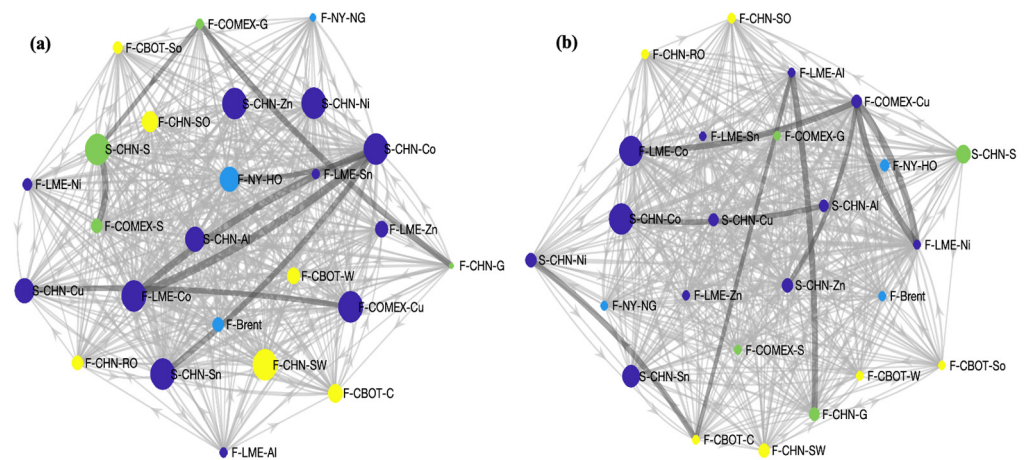 (a)
F-COMEX-G
F-NY-NG
F-CBOT-So
S-CHN-Zn
S-CHN-Ni
F-CHN-SO
S-CHN-S
S-CHN-Co
F-LME-Sn
F-NY-HO
F-LME-Ni
F-COMEX-S
F-LME-Zn
S-CHN-Al
F-CHN-G
F-CBOT-W
S-CHN-Cu
F-LME-Co
F-COMEX-Cu
F-Brent
F-CHN-RO
F-CHN-SW
S-CHN-Sn
F-CBOT-C
F-LME-Al
(b)
F-CHN-SO
F-CHN-RO
F-LME-Al
F-COMEX-Cu
F-LME-Sn
F-COMEX-G
F-LME-Co
S-CHN-S
F-NY-HO
S-CHN-Al
S-CHN-Co
S-CHN-Cu
F-LME-Ni
S-CHN-Ni
S-CHN-Zn
F-LME-Zn
F-Brent
F-NY-NG
F-COMEX-S
F-CBOT-So
S-CHN-Sn
F-CBOT-W
F-CHN-G
F-CBOT-C
F-CHN-SW